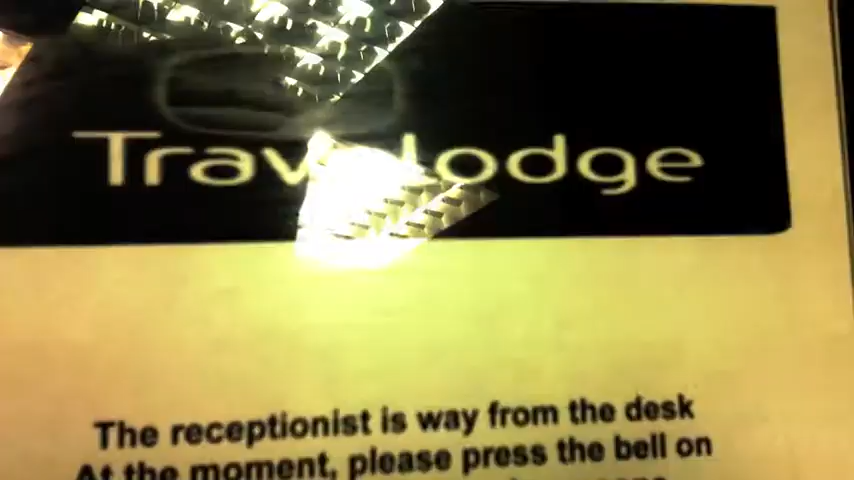 Travelodge
The receptionist is way from the desk
At the moment, please press the bell on